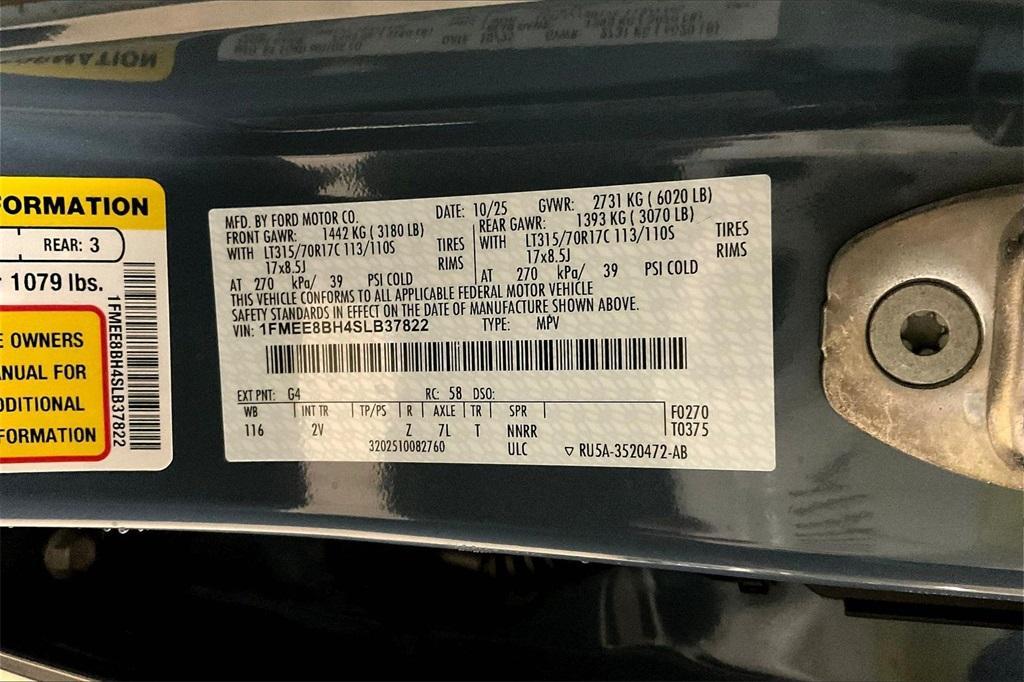 FORMATION
REAR: 3
1079 lbs.
E OWNERS
ANUAL FOR
DDITIONAL
FORMATION
1FMEE8BH4SLB37822
MFD. BY FORD MOTOR CO. DATE: 10/25 GVWR: 2731 KG ( 6020 LB)
FRONT GAWR: 1442 KG ( 3180 LB) REAR GAWR: 1393 KG ( 3070 LB)
WITH LT315/70R17C 113/110S TIRES WITH LT315/70R17C 113/110S TIRES
17x8.5J RIMS 17x8.5J RIMS
AT 270 kPa/ 39 PSI COLD AT 270 kPa/ 39 PSI COLD
THIS VEHICLE CONFORMS TO ALL APPLICABLE FEDERAL MOTOR VEHICLE
SAFETY STANDARDS IN EFFECT ON THE DATE OF MANUFACTURE SHOWN ABOVE.
VIN: 1FMEE8BH4SLB37822 TYPE: MPV
EXT PNT: G4 RC: 58 DSO:
WB INT TR TP/PS R AXLE TR SPR F0270
116 2V Z 7L T NNRR T0375
3202510082760 ULC ▽ RU5A-3520472-AB